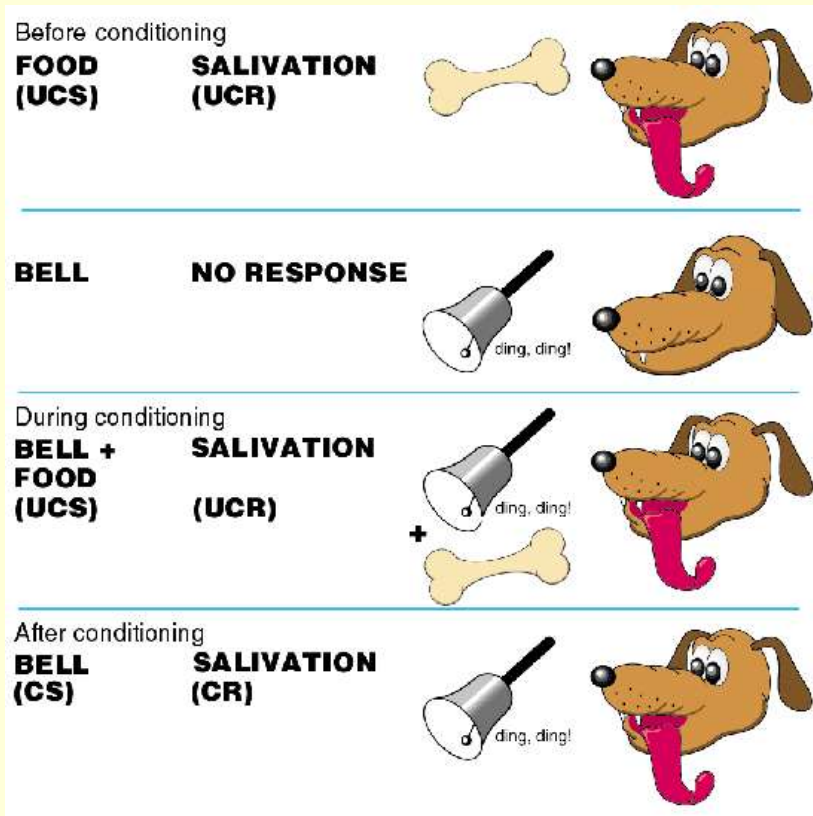 Before conditioning
FOOD SALIVATION
(UCS) (UCR)
BELL NO RESPONSE
ding, ding!
During conditioning
BELL + SALIVATION
FOOD
(UCS) (UCR)
ding, ding!
+
After conditioning
BELL SALIVATION
(CS) (CR)
ding, ding!